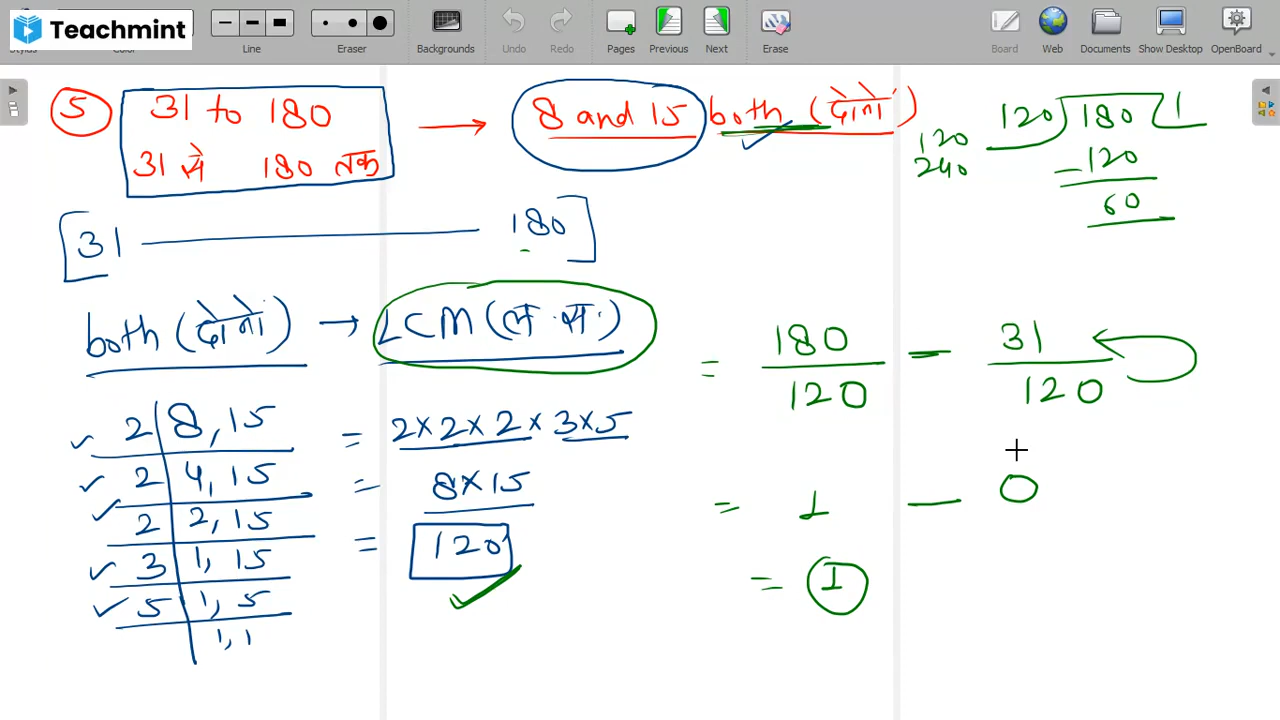 Teachmint
Color
Line
Eraser
Backgrounds
Undo
Redo
Pages
Previous
Next
Erase
Board
Web
Documents
Show Desktop
OpenBoard
5
31 to 180
31 से 180 तक
→ 8 and 15 both (दोनों)
[31 —— 180]
both (दोनों) → LCM (ल.स.)
2 | 8, 15
2 | 4, 15
2 | 2, 15
3 | 1, 15
5 | 1, 5
1, 1
= 2×2×2×3×5
= 8×15
= 120
120
240
120) 180 (1
-120
60
= 180/120 - 31/120
= 1 - 0
= 1